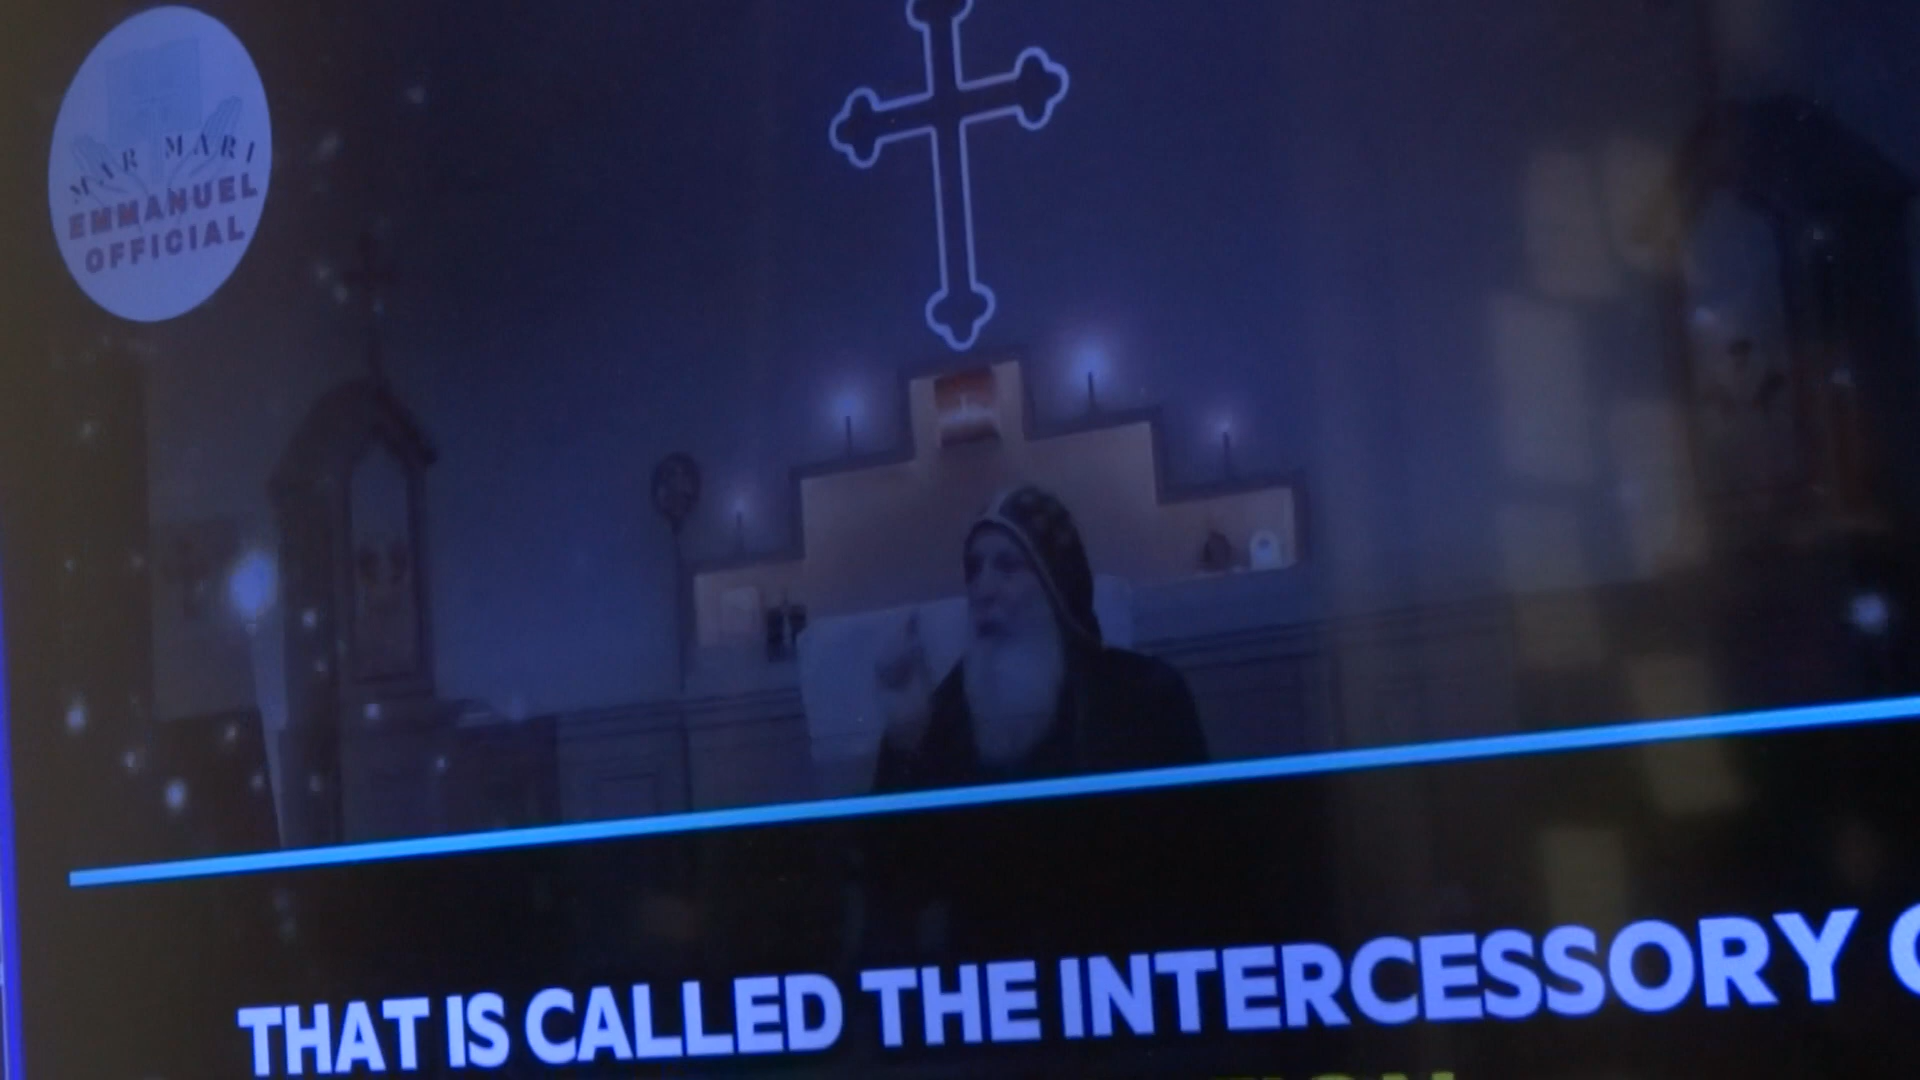 MAR MARI
EMMANUEL
OFFICIAL
THAT IS CALLED THE INTERCESSORY